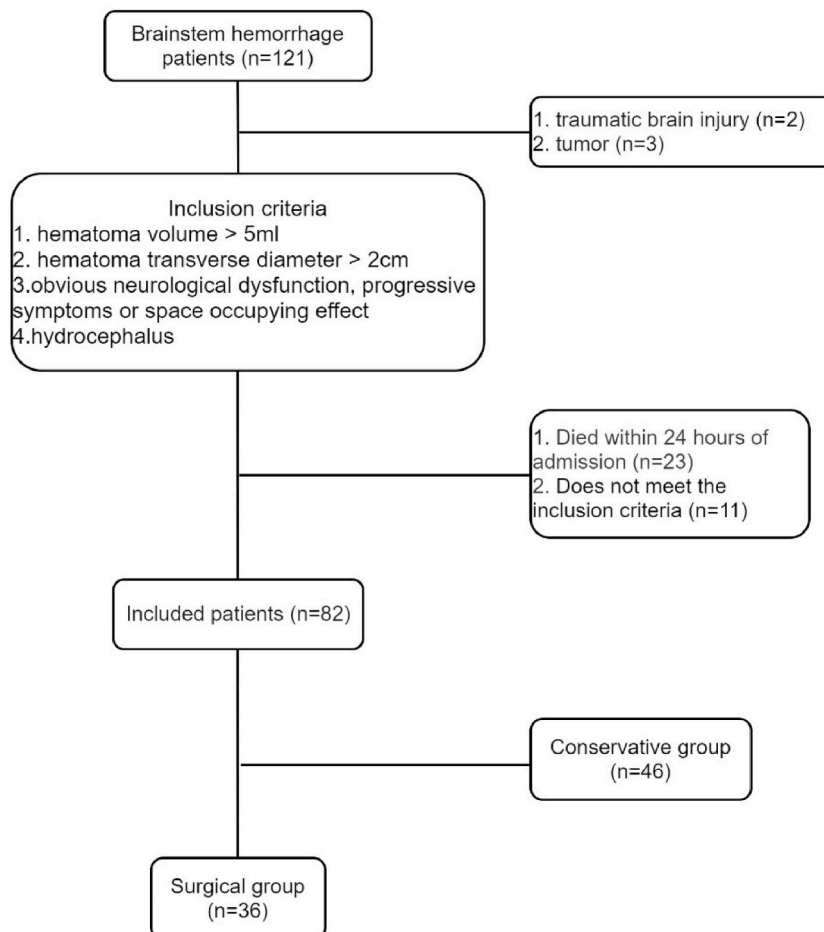 Brainstem hemorrhage
patients (n=121)
1. traumatic brain injury (n=2)
2. tumor (n=3)
Inclusion criteria
1. hematoma volume > 5ml
2. hematoma transverse diameter > 2cm
3.obvious neurological dysfunction, progressive
symptoms or space occupying effect
4.hydrocephalus
1. Died within 24 hours of
admission (n=23)
2. Does not meet the
inclusion criteria (n=11)
Included patients (n=82)
Conservative group
(n=46)
Surgical group
(n=36)